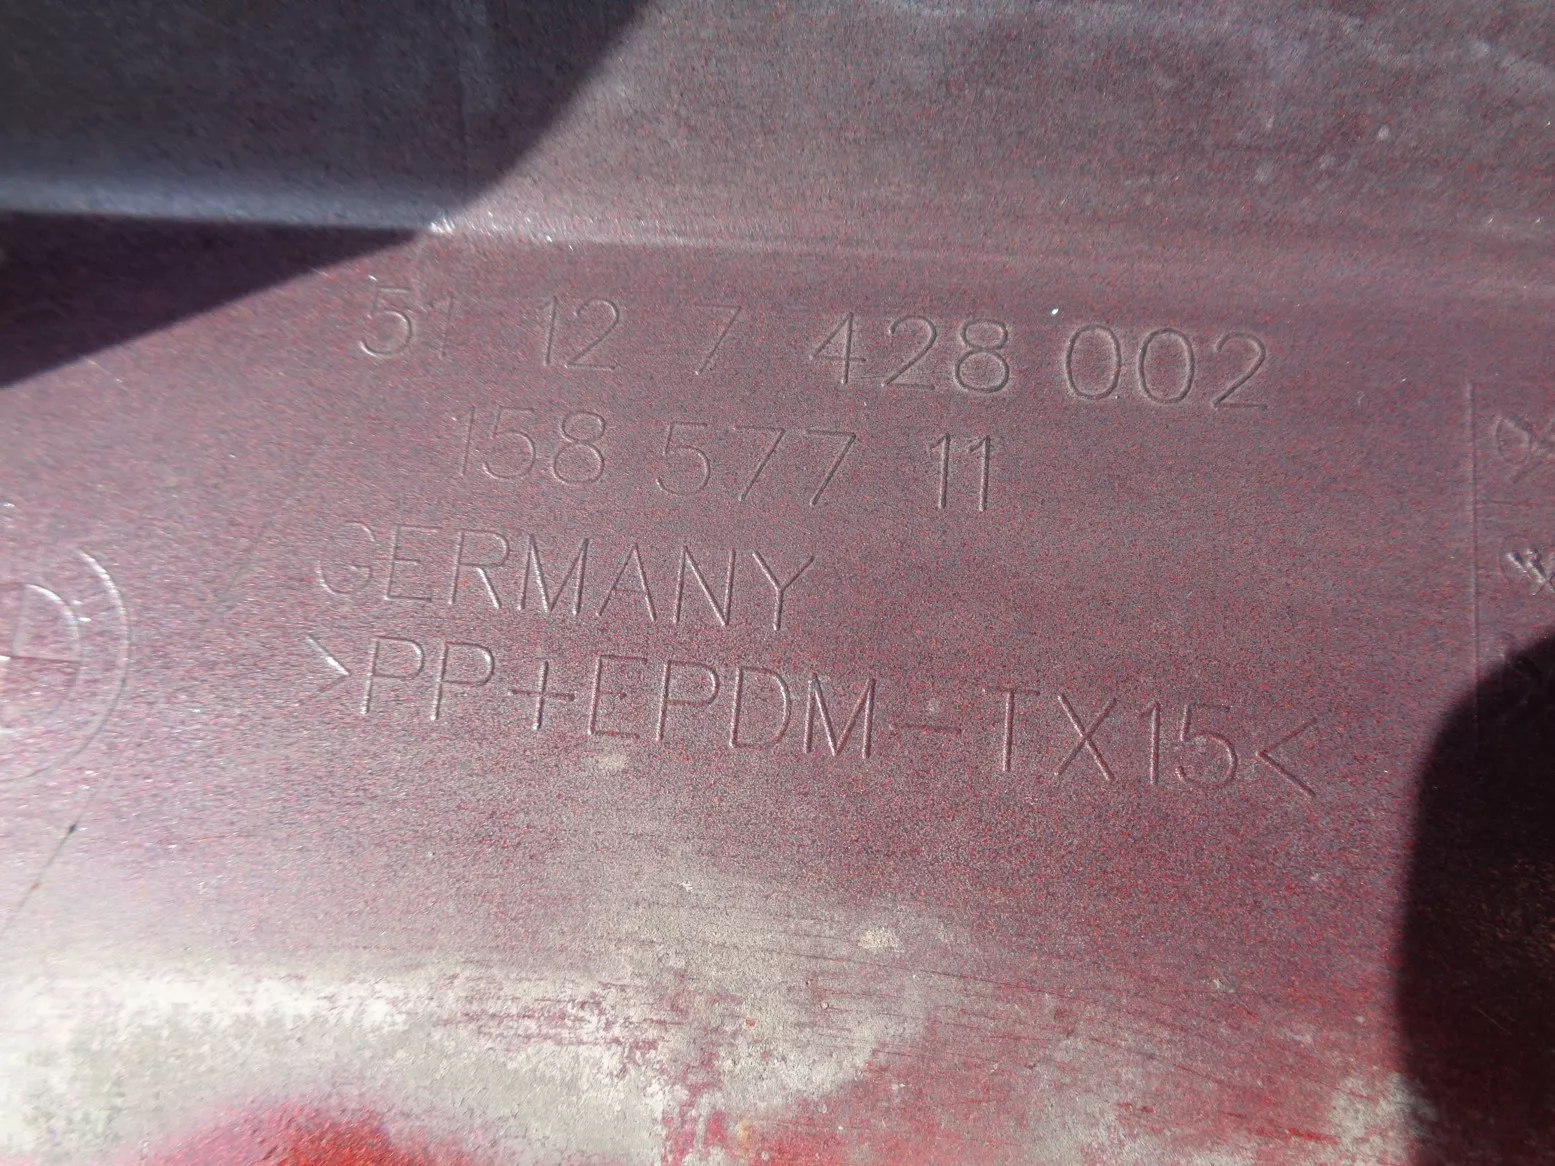 51 12 7 428 002
158 577 11
GERMANY
>PP+EPDM-TX15<